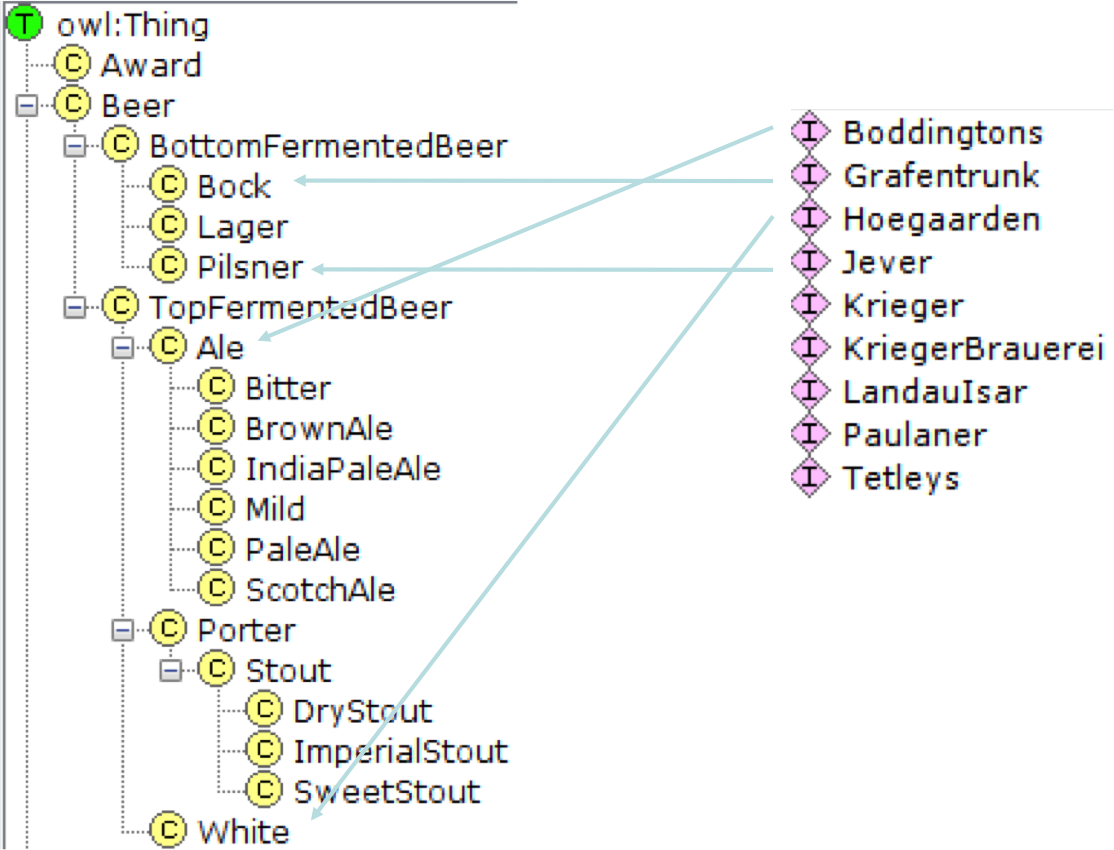 T owl:Thing
C Award
C Beer
C BottomFermentedBeer
C Bock
C Lager
C Pilsner
C TopFermentedBeer
C Ale
C Bitter
C BrownAle
C IndiaPaleAle
C Mild
C PaleAle
C ScotchAle
C Porter
C Stout
C DryStout
C ImperialStout
C SweetStout
C White
I Boddingtons
I Grafentrunk
I Hoegaarden
I Jever
I Krieger
I KriegerBrauerei
I LandauIsar
I Paulaner
I Tetleys